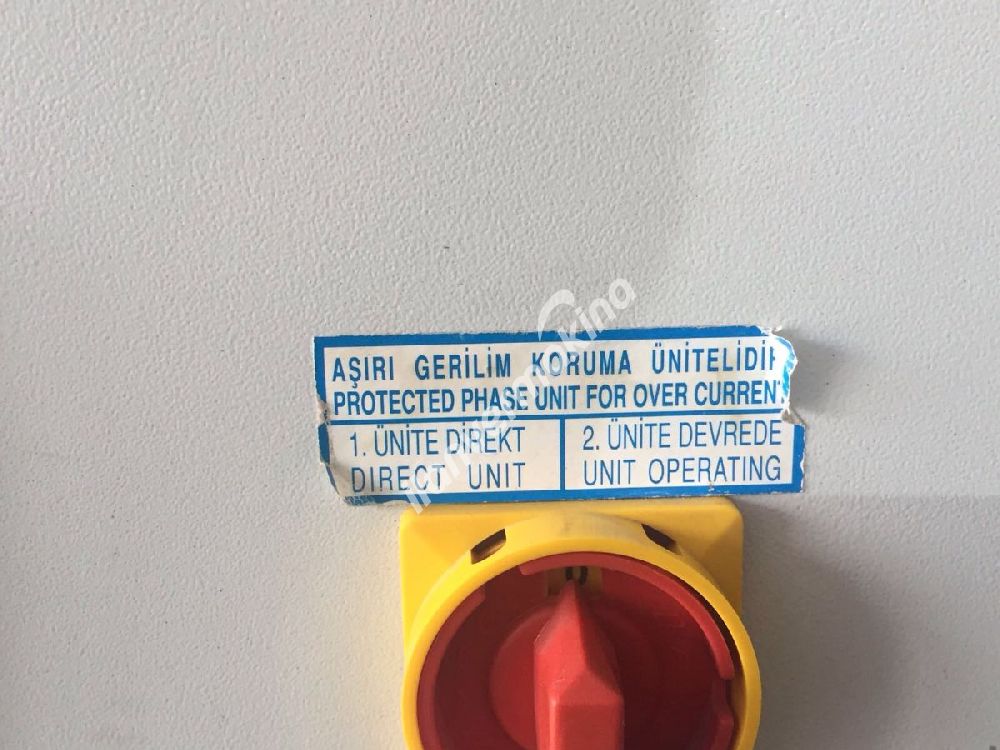 AŞIRI GERİLİM KORUMA ÜNİTELİDİR
PROTECTED PHASE UNIT FOR OVER CURRENT
1. ÜNİTE DİREKT
DIRECT UNIT
2. ÜNİTE DEVREDE
UNIT OPERATING